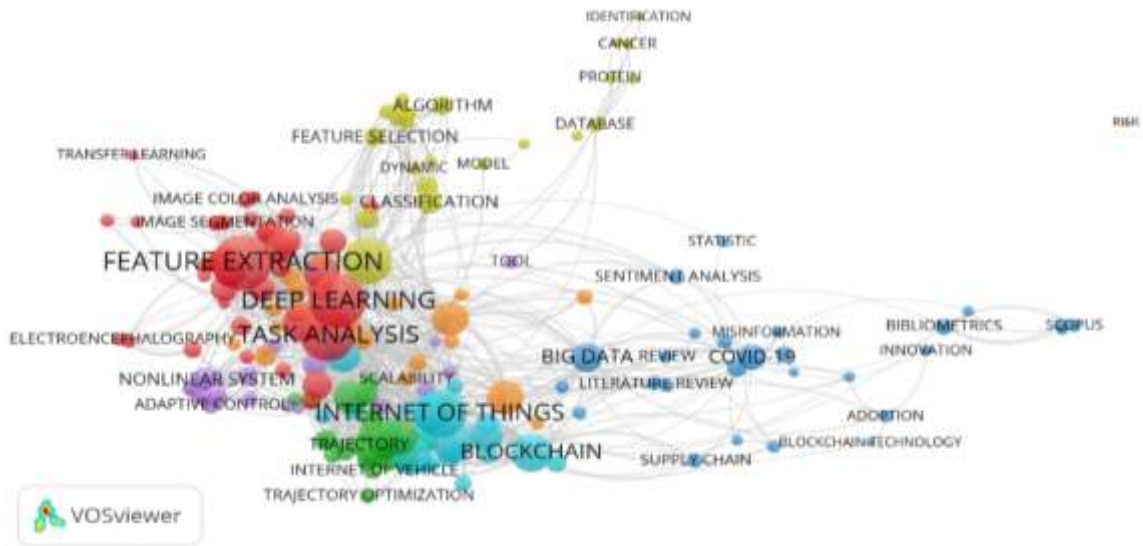 IDENTIFICATION
CANCER
PROTEIN
ALGORITHM
DATABASE
RISK
FEATURE SELECTION
TRANSFER LEARNING
DYNAMIC
MODEL
IMAGE COLOR ANALYSIS
CLASSIFICATION
IMAGE SEGMENTATION
STATISTIC
FEATURE EXTRACTION
TOOL
SENTIMENT ANALYSIS
DEEP LEARNING
ELECTROENCEPHALOGRAPHY
TASK ANALYSIS
MISINFORMATION
BIBLIOMETRICS
SCOPUS
BIG DATA
REVIEW
COVID-19
INNOVATION
NONLINEAR SYSTEM
SCALABILITY
LITERATURE REVIEW
ADAPTIVE CONTROL
INTERNET OF THINGS
ADOPTION
TRAJECTORY
BLOCKCHAIN
BLOCKCHAIN TECHNOLOGY
INTERNET OF VEHICLE
SUPPLY CHAIN
TRAJECTORY OPTIMIZATION
VOSviewer